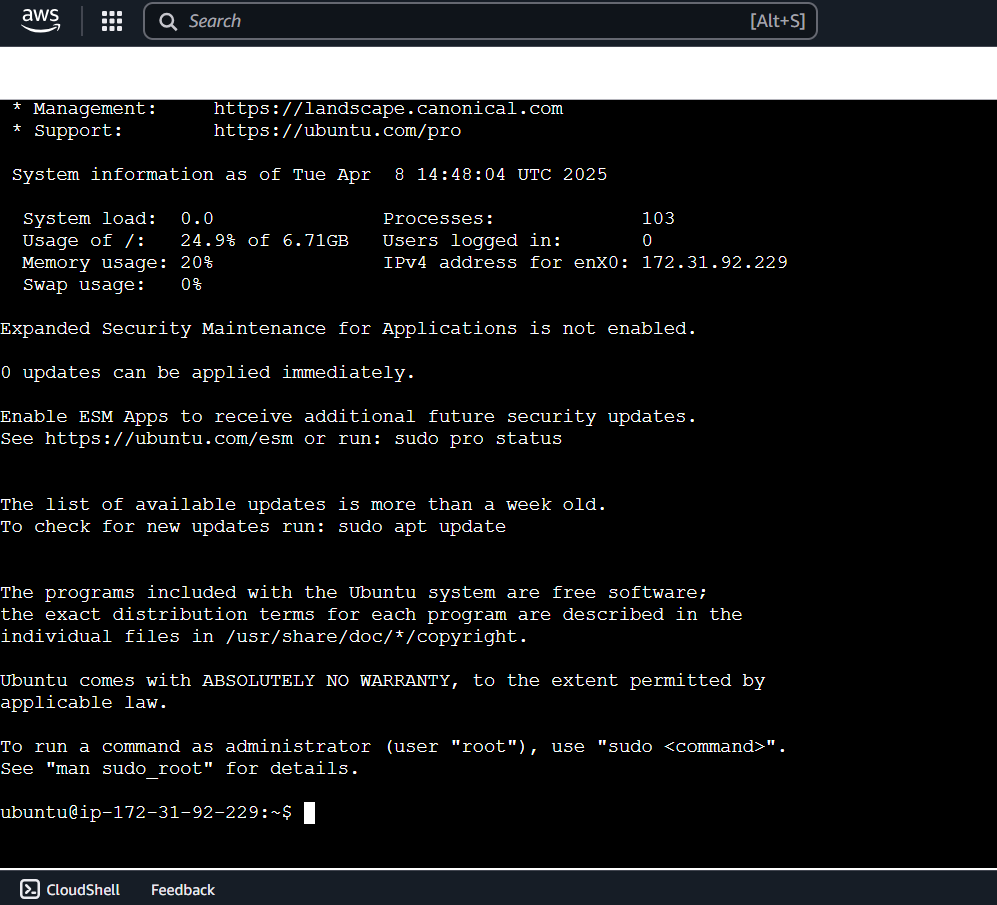 aws
Search [Alt+S]
* Management: https://landscape.canonical.com
* Support: https://ubuntu.com/pro
System information as of Tue Apr  8 14:48:04 UTC 2025
System load: 0.0 Processes: 103
Usage of /: 24.9% of 6.71GB Users logged in: 0
Memory usage: 20% IPv4 address for enX0: 172.31.92.229
Swap usage: 0%
Expanded Security Maintenance for Applications is not enabled.
0 updates can be applied immediately.
Enable ESM Apps to receive additional future security updates.
See https://ubuntu.com/esm or run: sudo pro status
The list of available updates is more than a week old.
To check for new updates run: sudo apt update
The programs included with the Ubuntu system are free software;
the exact distribution terms for each program are described in the
individual files in /usr/share/doc/*/copyright.
Ubuntu comes with ABSOLUTELY NO WARRANTY, to the extent permitted by
applicable law.
To run a command as administrator (user "root"), use "sudo <command>".
See "man sudo_root" for details.
ubuntu@ip-172-31-92-229:~$
CloudShell Feedback